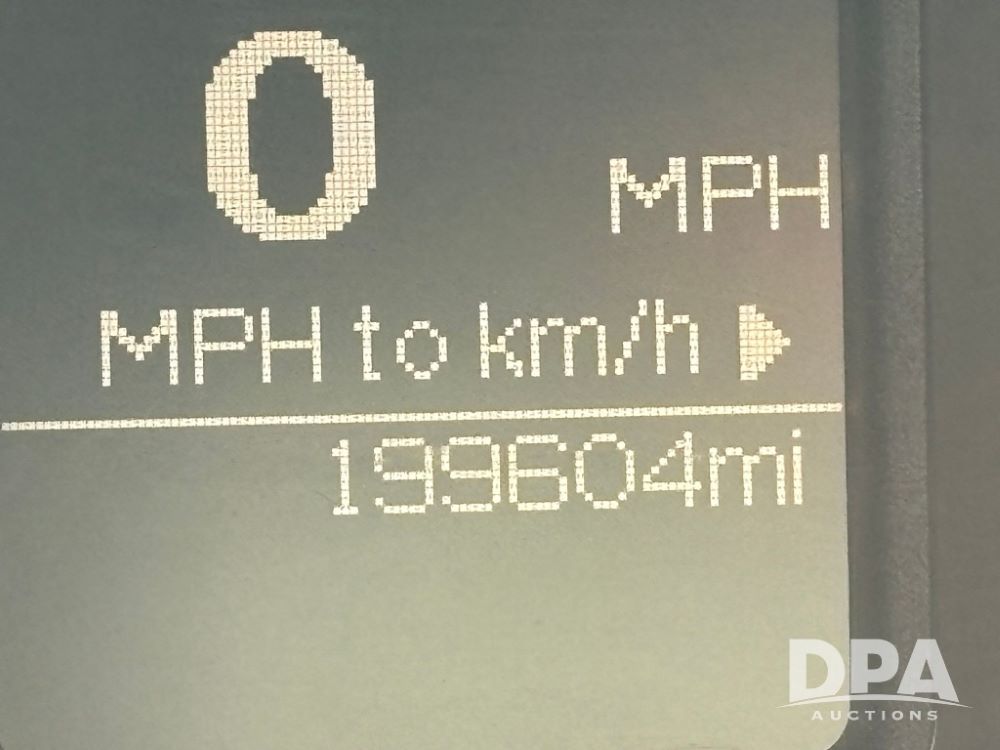 0
MPH
MPH to km/h
199604mi
DPA
AUCTIONS